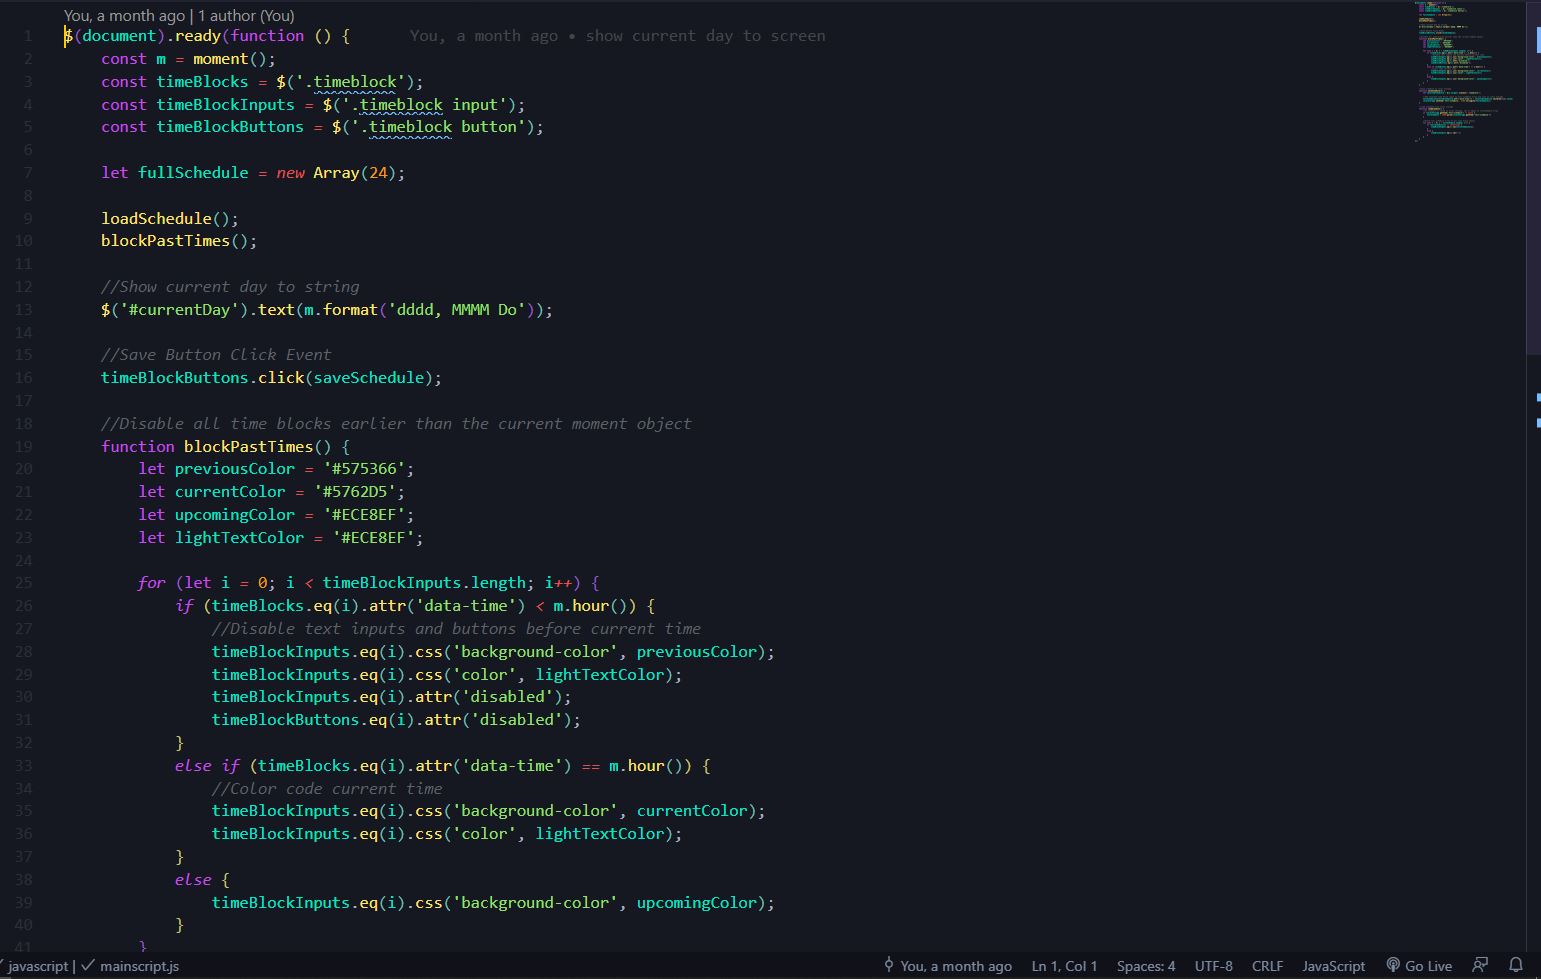 You, a month ago | 1 author (You)
1 $(document).ready(function () { You, a month ago • show current day to screen
2 const m = moment();
3 const timeBlocks = $('.timeblock');
4 const timeBlockInputs = $('.timeblock input');
5 const timeBlockButtons = $('.timeblock button');
6
7 let fullSchedule = new Array(24);
8
9 loadSchedule();
10 blockPastTimes();
11
12 //Show current day to string
13 $('#currentDay').text(m.format('dddd, MMMM Do'));
14
15 //Save Button Click Event
16 timeBlockButtons.click(saveSchedule);
17
18 //Disable all time blocks earlier than the current moment object
19 function blockPastTimes() {
20 let previousColor = '#575366';
21 let currentColor = '#5762D5';
22 let upcomingColor = '#ECE8EF';
23 let lightTextColor = '#ECE8EF';
24
25 for (let i = 0; i < timeBlockInputs.length; i++) {
26 if (timeBlocks.eq(i).attr('data-time') < m.hour()) {
27 //Disable text inputs and buttons before current time
28 timeBlockInputs.eq(i).css('background-color', previousColor);
29 timeBlockInputs.eq(i).css('color', lightTextColor);
30 timeBlockInputs.eq(i).attr('disabled');
31 timeBlockButtons.eq(i).attr('disabled');
32 }
33 else if (timeBlocks.eq(i).attr('data-time') == m.hour()) {
34 //Color code current time
35 timeBlockInputs.eq(i).css('background-color', currentColor);
36 timeBlockInputs.eq(i).css('color', lightTextColor);
37 }
38 else {
39 timeBlockInputs.eq(i).css('background-color', upcomingColor);
40 }
41 }
javascript | ✓ mainscript.js You, a month ago Ln 1, Col 1 Spaces: 4 UTF-8 CRLF JavaScript Go Live